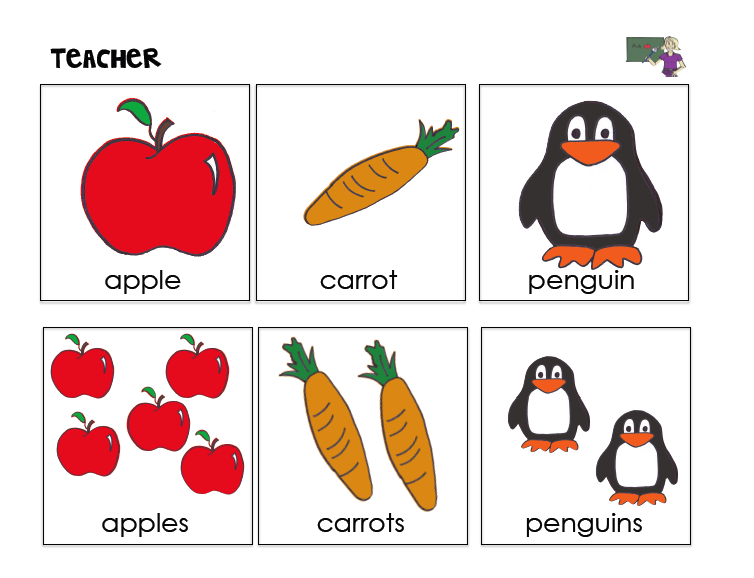 TEACHER
apple
carrot
penguin
apples
carrots
penguins